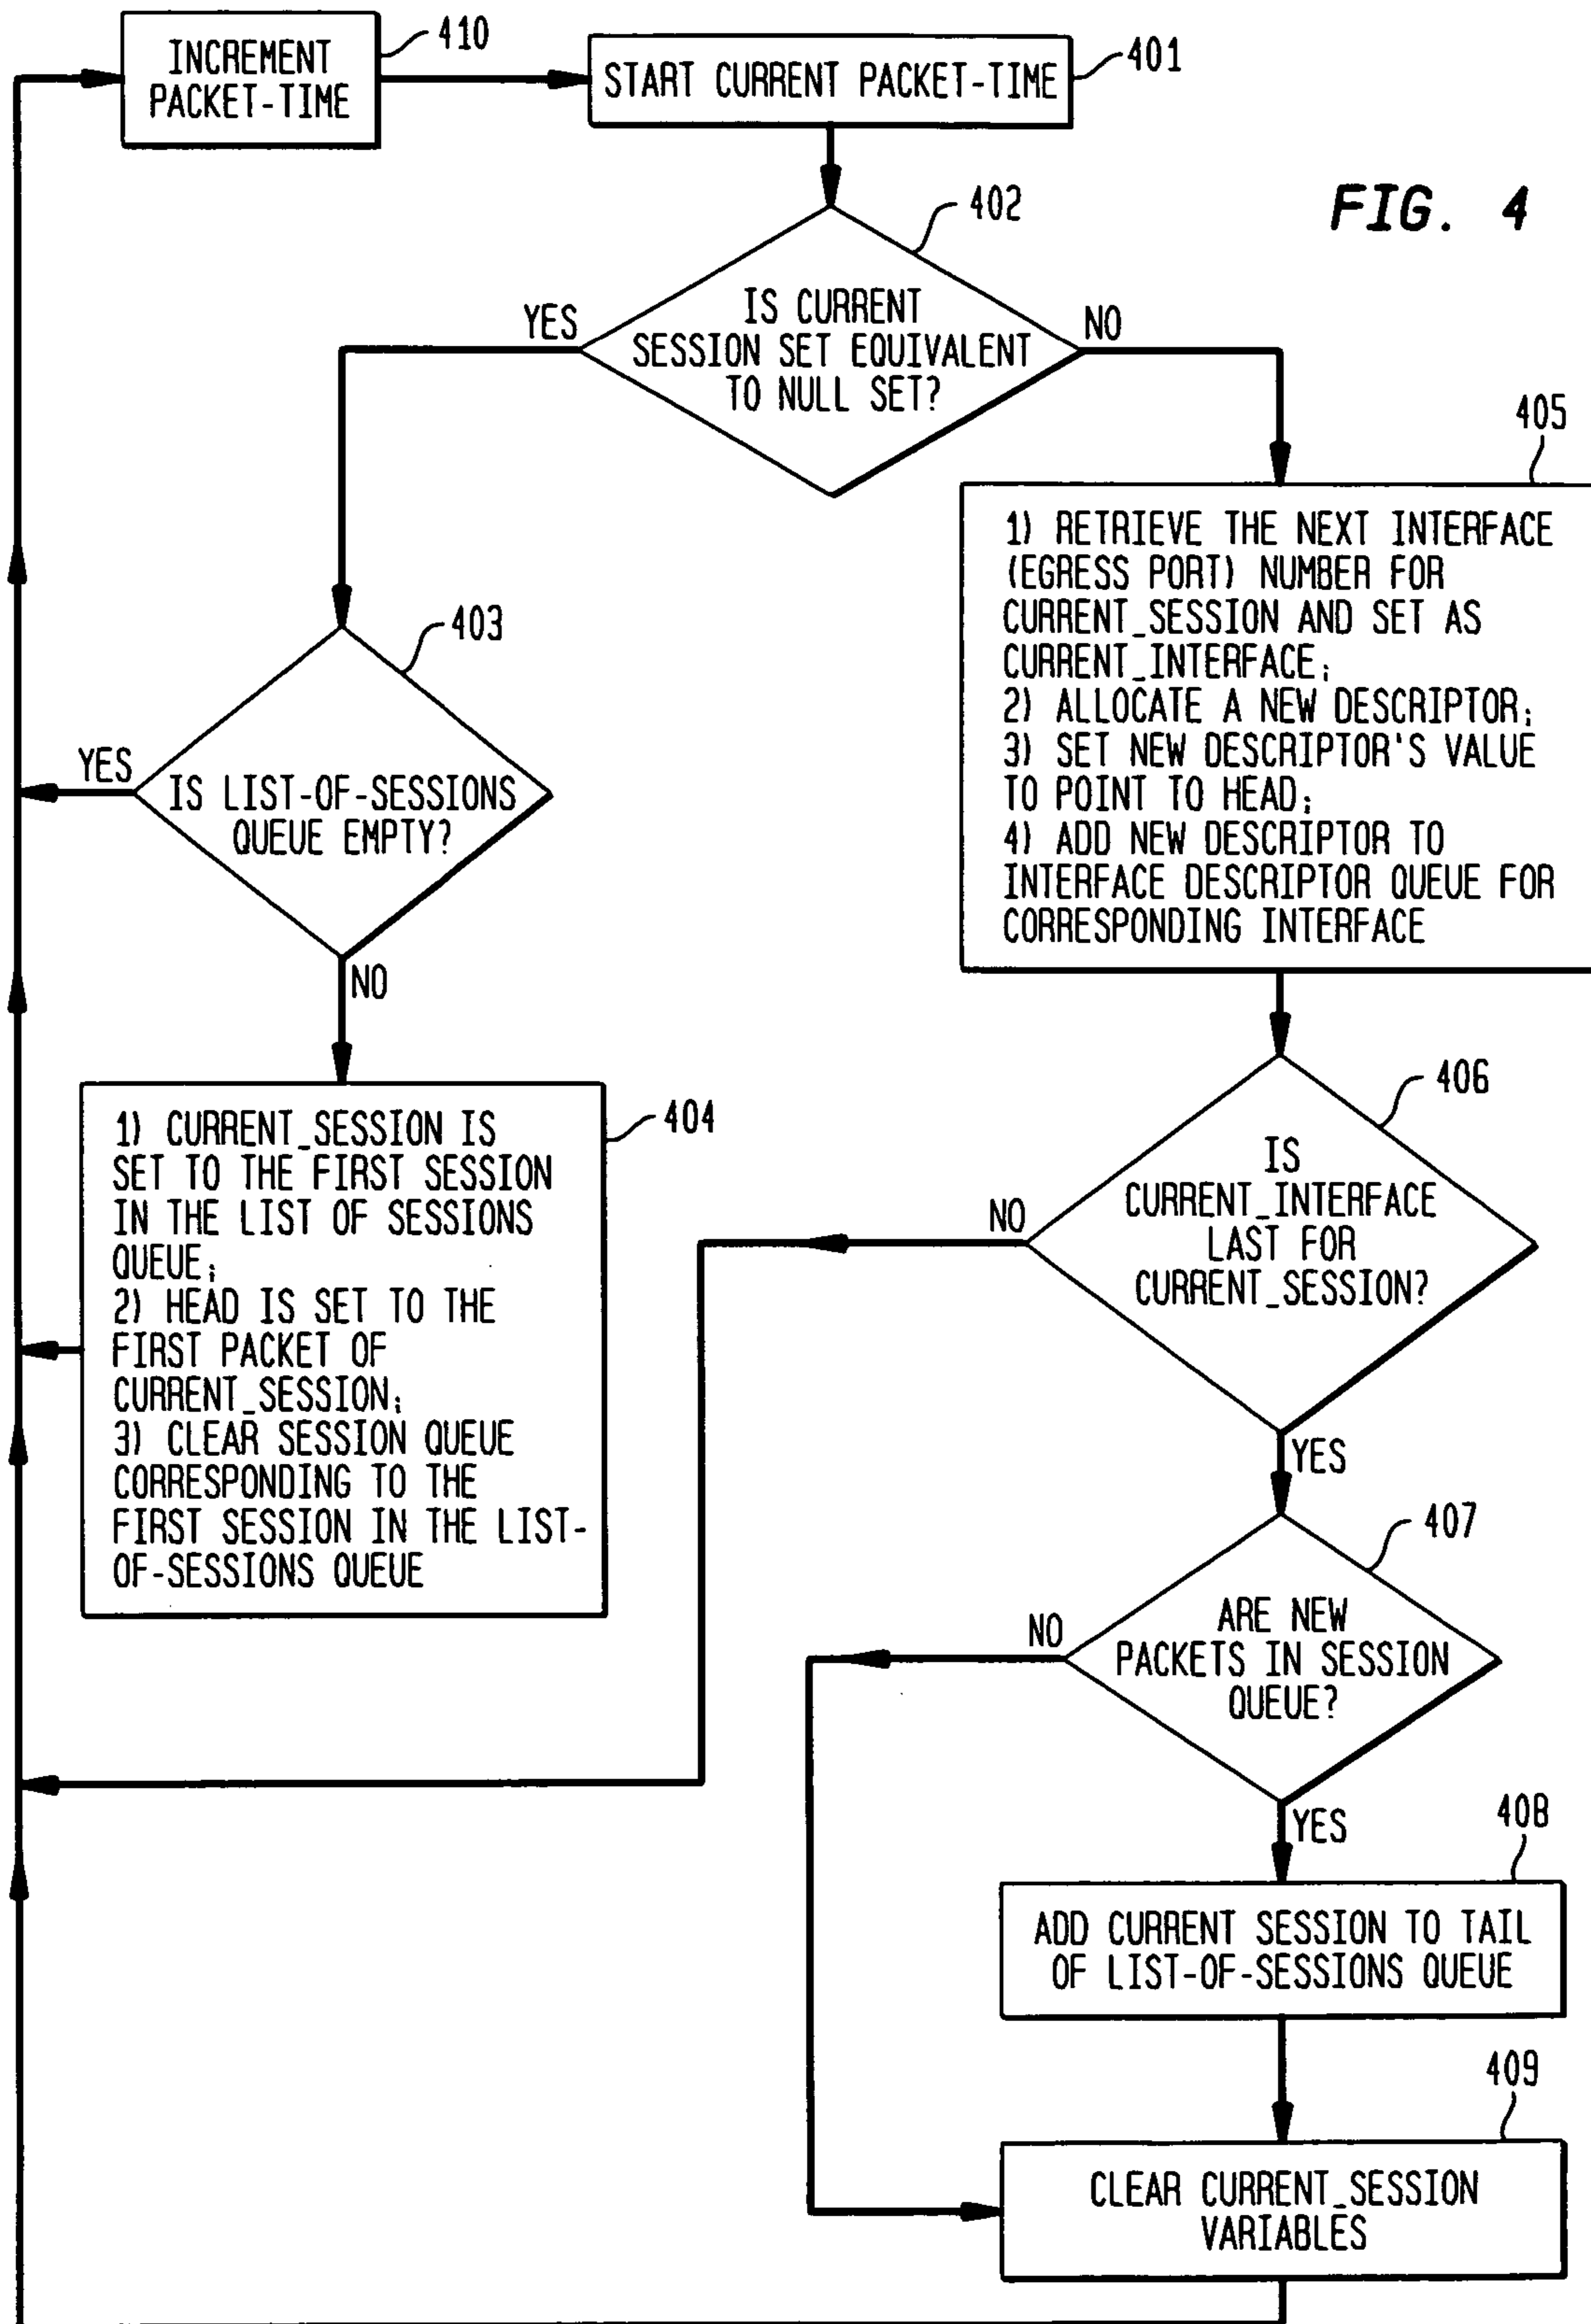 INCREMENT
PACKET-TIME
410
START CURRENT PACKET-TIME
401
FIG. 4
402
IS CURRENT
SESSION SET EQUIVALENT
TO NULL SET?
YES
NO
405
1) RETRIEVE THE NEXT INTERFACE
(EGRESS PORT) NUMBER FOR
CURRENT_SESSION AND SET AS
CURRENT_INTERFACE;
2) ALLOCATE A NEW DESCRIPTOR;
3) SET NEW DESCRIPTOR'S VALUE
TO POINT TO HEAD;
4) ADD NEW DESCRIPTOR TO
INTERFACE DESCRIPTOR QUEUE FOR
CORRESPONDING INTERFACE
403
YES
IS LIST-OF-SESSIONS
QUEUE EMPTY?
NO
404
1) CURRENT_SESSION IS
SET TO THE FIRST SESSION
IN THE LIST OF SESSIONS
QUEUE;
2) HEAD IS SET TO THE
FIRST PACKET OF
CURRENT_SESSION;
3) CLEAR SESSION QUEUE
CORRESPONDING TO THE
FIRST SESSION IN THE LIST-
OF-SESSIONS QUEUE
406
IS
CURRENT_INTERFACE
LAST FOR
CURRENT_SESSION?
NO
YES
407
ARE NEW
PACKETS IN SESSION
QUEUE?
NO
YES
408
ADD CURRENT SESSION TO TAIL
OF LIST-OF-SESSIONS QUEUE
409
CLEAR CURRENT_SESSION
VARIABLES